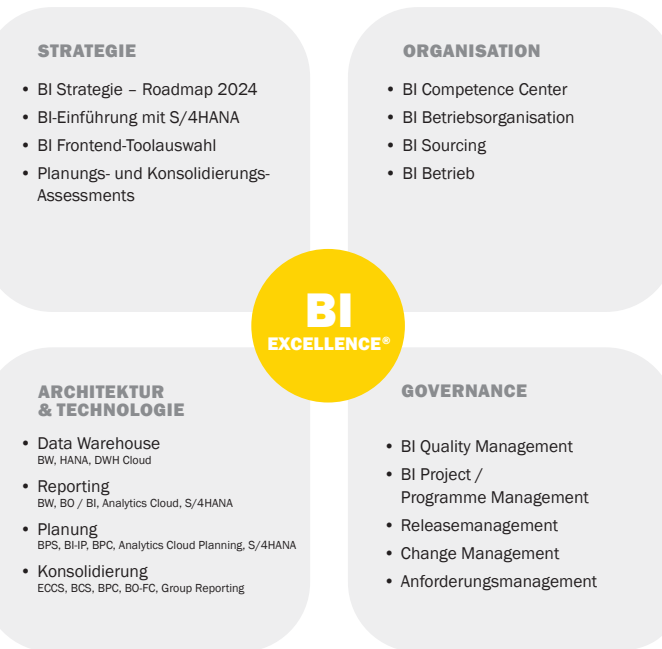 STRATEGIE
• BI Strategie – Roadmap 2024
• BI-Einführung mit S/4HANA
• BI Frontend-Toolauswahl
• Planungs- und Konsolidierungs-
Assessments
ORGANISATION
• BI Competence Center
• BI Betriebsorganisation
• BI Sourcing
• BI Betrieb
BI
EXCELLENCE®
ARCHITEKTUR
& TECHNOLOGIE
• Data Warehouse
BW, HANA, DWH Cloud
• Reporting
BW, BO / BI, Analytics Cloud, S/4HANA
• Planung
BPS, BI-IP, BPC, Analytics Cloud Planning, S/4HANA
• Konsolidierung
ECCS, BCS, BPC, BO-FC, Group Reporting
GOVERNANCE
• BI Quality Management
• BI Project /
Programme Management
• Releasemanagement
• Change Management
• Anforderungsmanagement